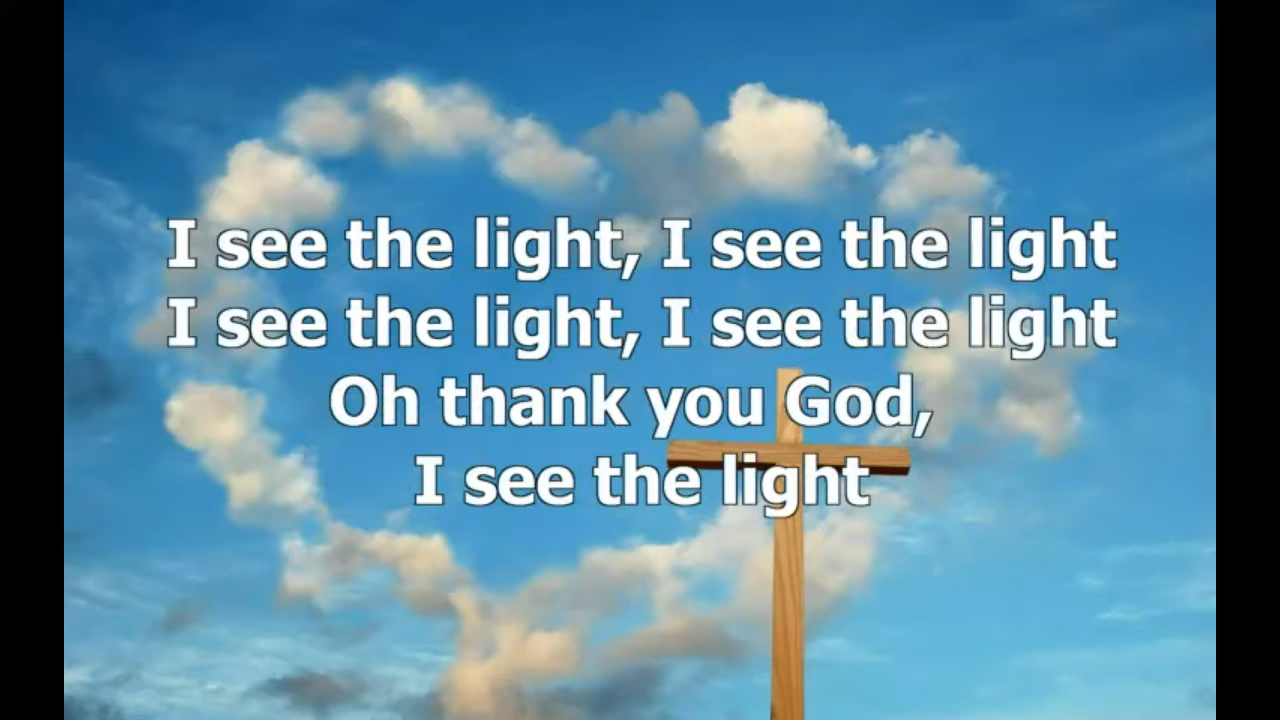 I see the light, I see the light
I see the light, I see the light
Oh thank you God,
I see the light